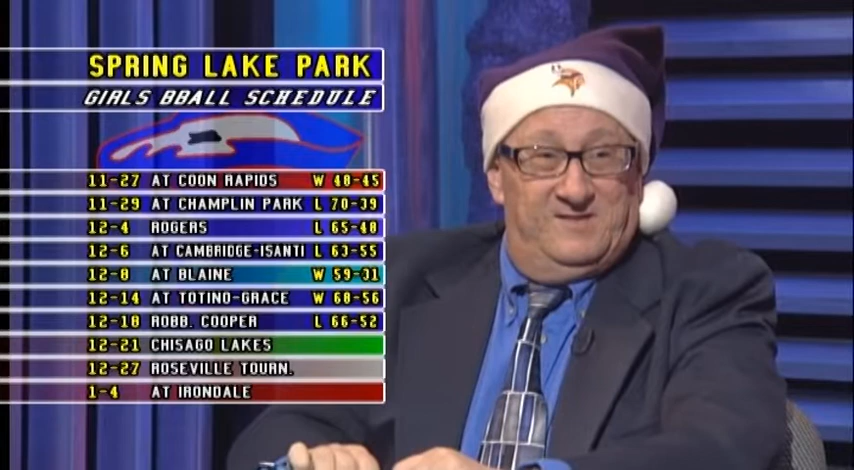 SPRING LAKE PARK
GIRLS BBALL SCHEDULE
11-27 AT COON RAPIDS W 48-45
11-29 AT CHAMPLIN PARK L 70-39
12-4 ROGERS L 65-48
12-6 AT CAMBRIDGE-ISANTI L 63-55
12-8 AT BLAINE W 59-31
12-14 AT TOTINO-GRACE W 68-56
12-18 ROBB. COOPER L 66-52
12-21 CHISAGO LAKES
12-27 ROSEVILLE TOURN.
1-4 AT IRONDALE